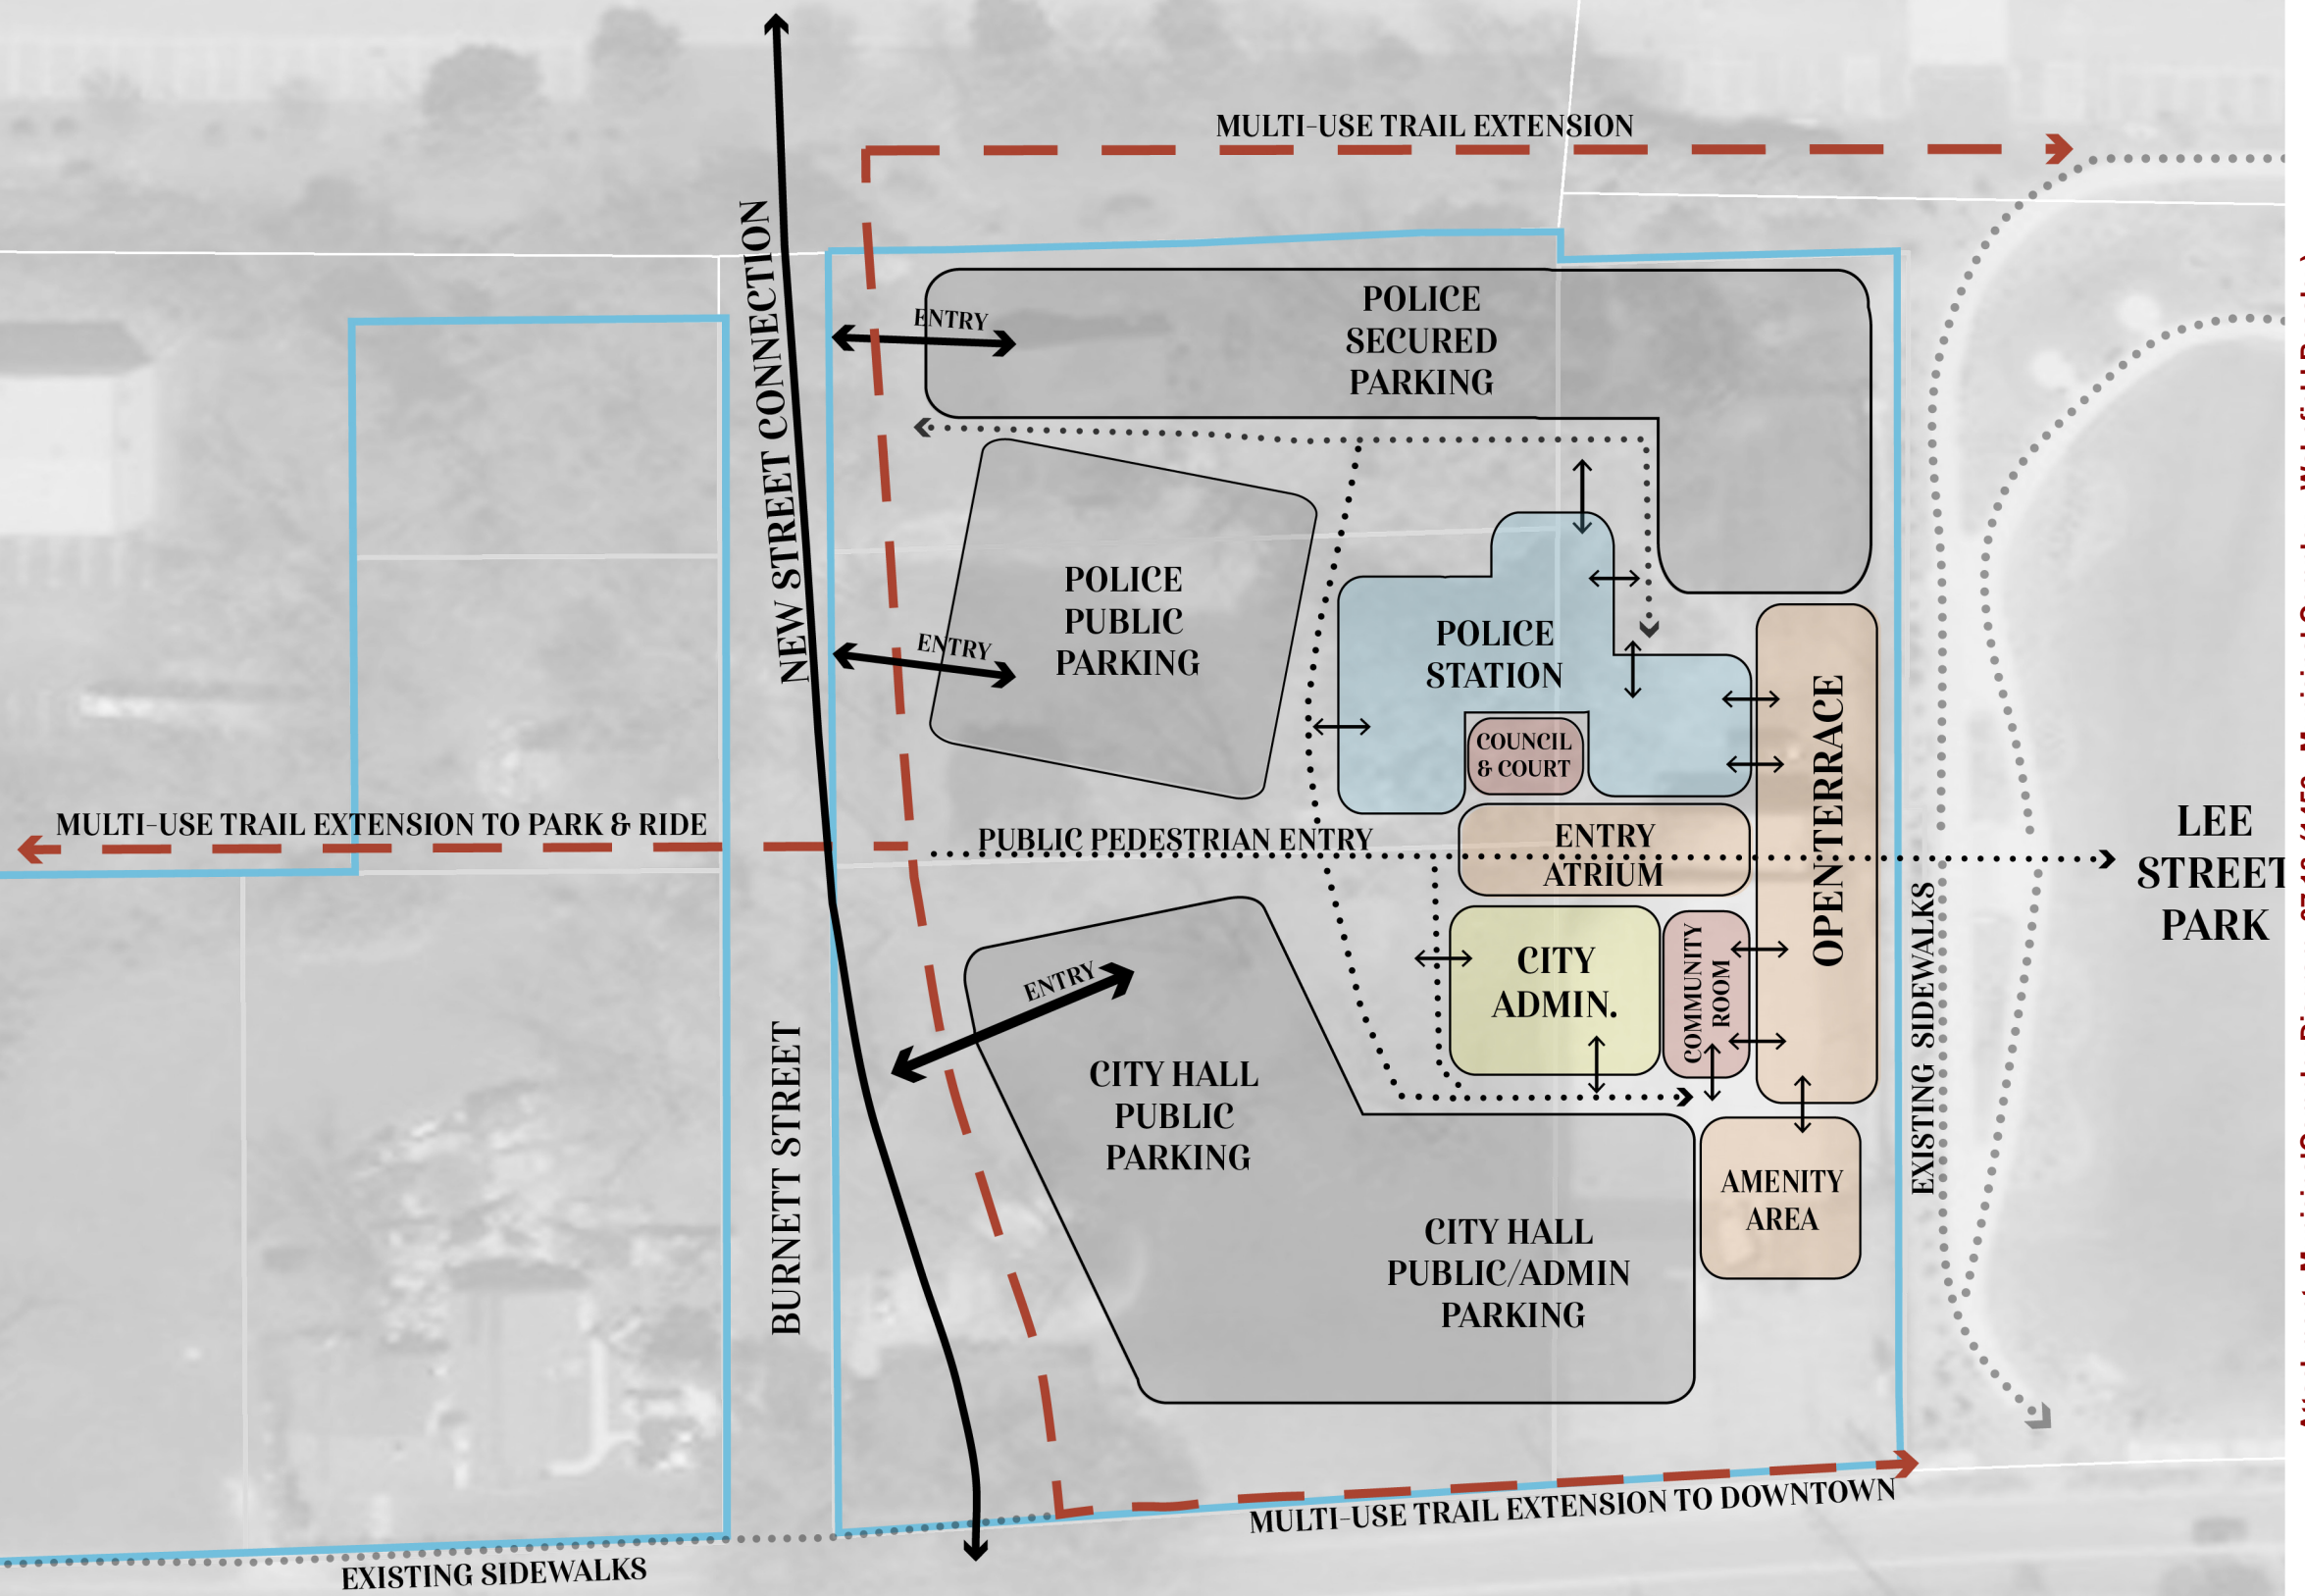 MULTI-USE TRAIL EXTENSION
NEW STREET CONNECTION
ENTRY
POLICE
SECURED
PARKING
POLICE
PUBLIC
PARKING
ENTRY
POLICE
STATION
COUNCIL
& COURT
OPEN TERRACE
MULTI-USE TRAIL EXTENSION TO PARK & RIDE
PUBLIC PEDESTRIAN ENTRY
ENTRY
ATRIUM
LEE
STREET
PARK
CITY
ADMIN.
COMMUNITY
ROOM
EXISTING SIDEWALKS
ENTRY
CITY HALL
PUBLIC
PARKING
BURNETT STREET
AMENITY
AREA
CITY HALL
PUBLIC/ADMIN
PARKING
MULTI-USE TRAIL EXTENSION TO DOWNTOWN
EXISTING SIDEWALKS